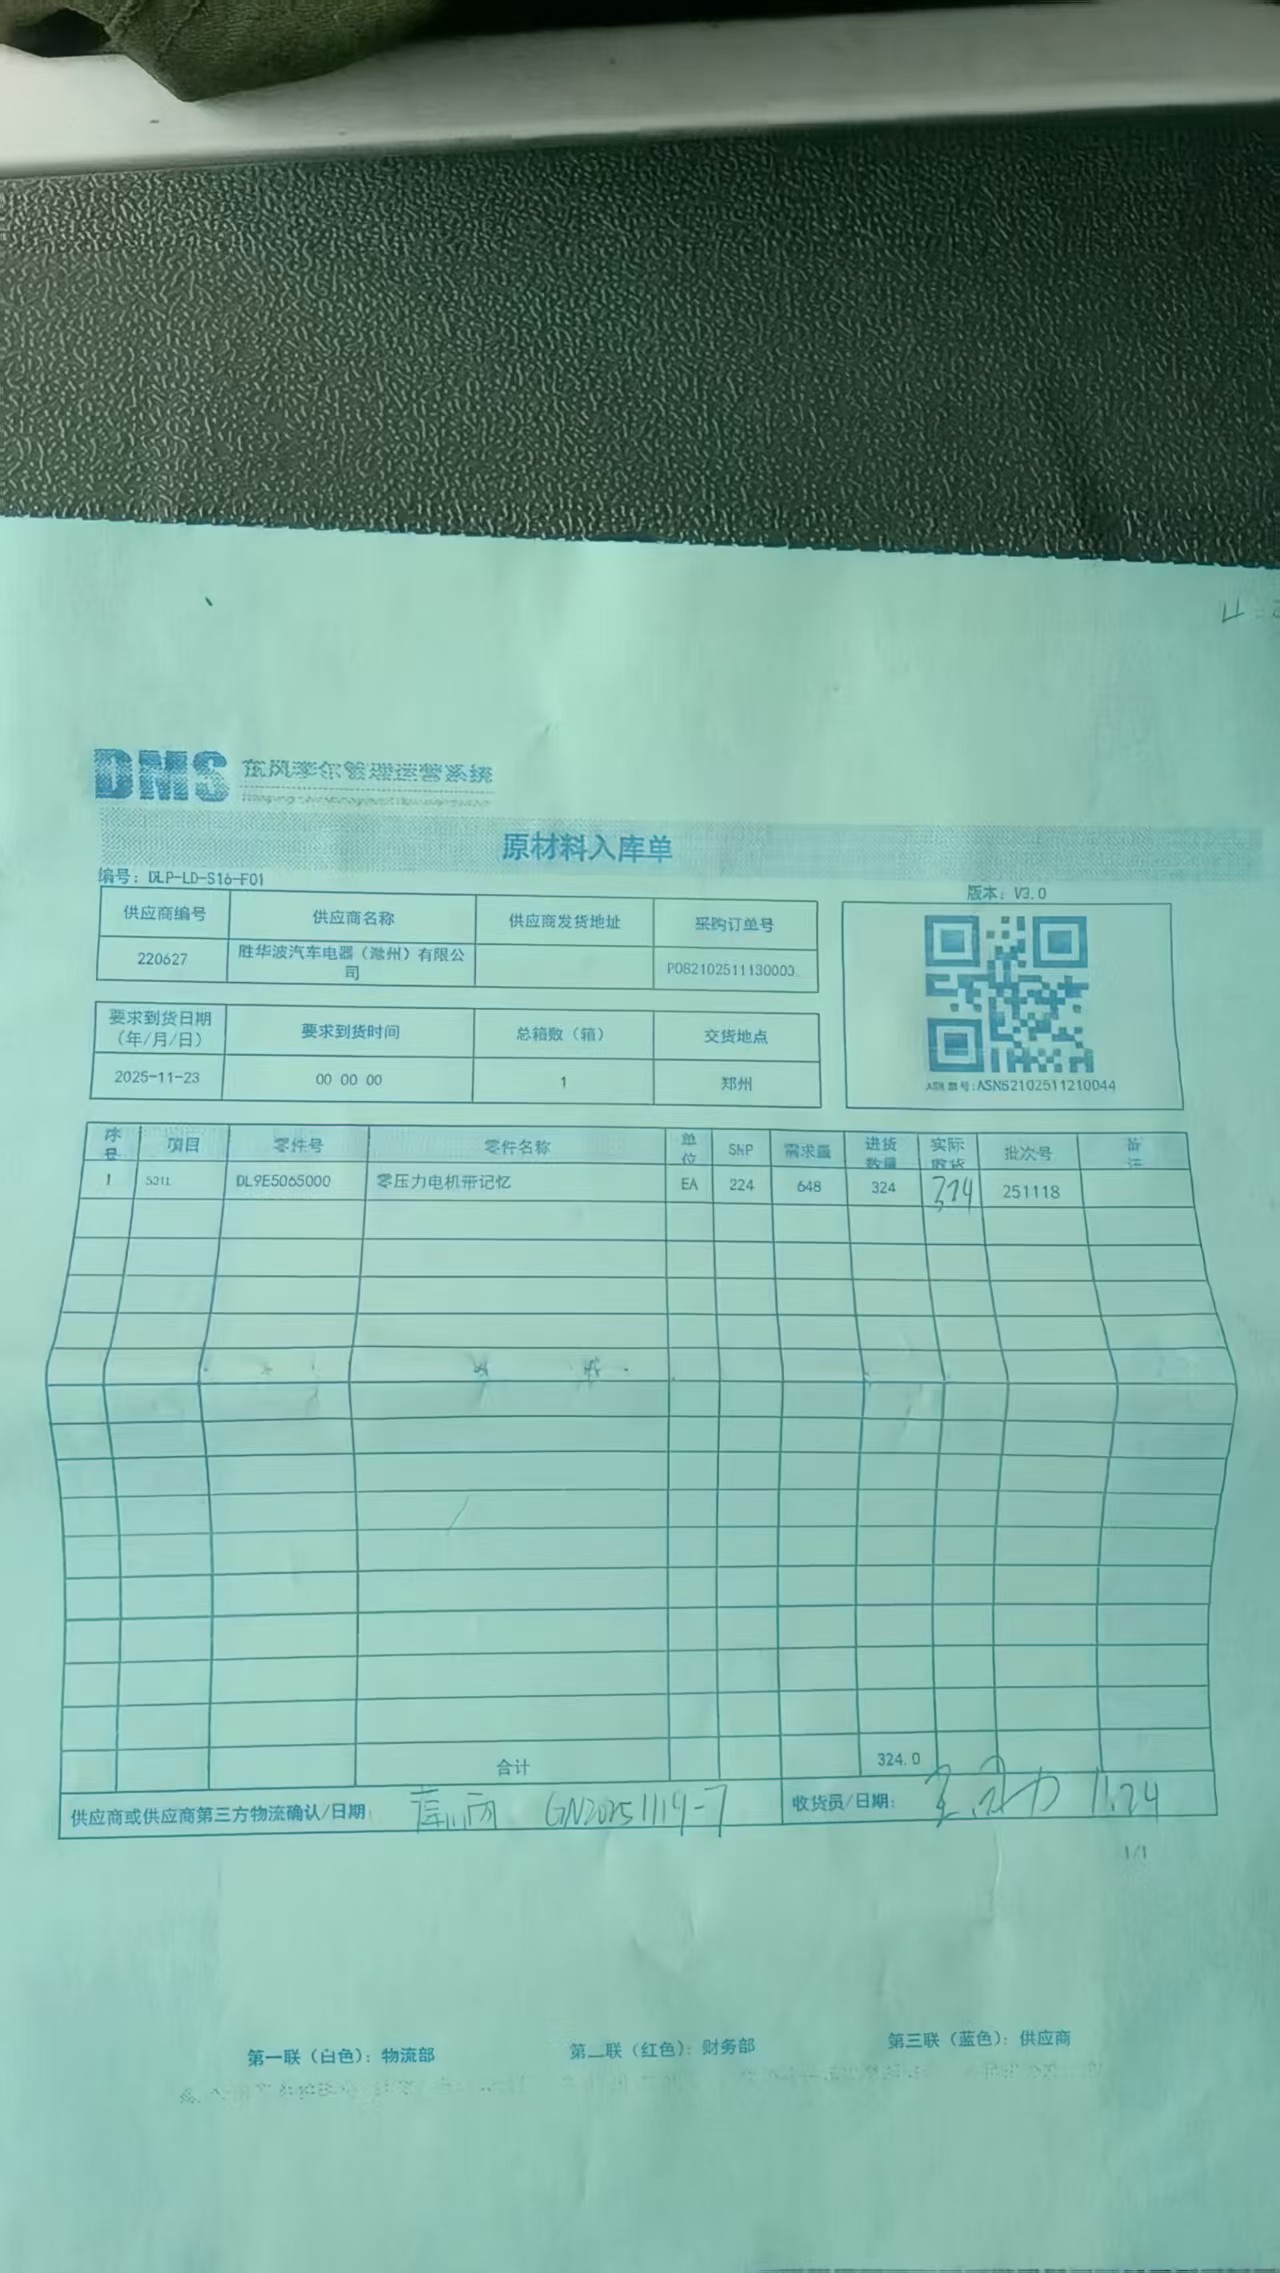 DMS 东风李尔管理运营系统
原材料入库单
编号：DLP-LD-S16-F01
版本：V3.0
供应商编号 供应商名称 供应商发货地址 采购订单号
220627 胜华波汽车电器（滁州）有限公司 PO82102511130003
要求到货日期（年/月/日） 要求到货时间 总箱数（箱） 交货地点
2025-11-23 00 00 00 1 郑州
ASN票号:ASN62102511210044
序号 项目 零件号 零件名称 单位 SNP 需求量 进货数量 实际收货 批次号 备注
1 521L DL9E5065000 零压力电机带记忆 EA 224 648 324 324 251118
合计 324.0
供应商或供应商第三方物流确认/日期： GN20251119-7 收货员/日期： 11.24
1/1
第一联（白色）：物流部 第二联（红色）：财务部 第三联（蓝色）：供应商